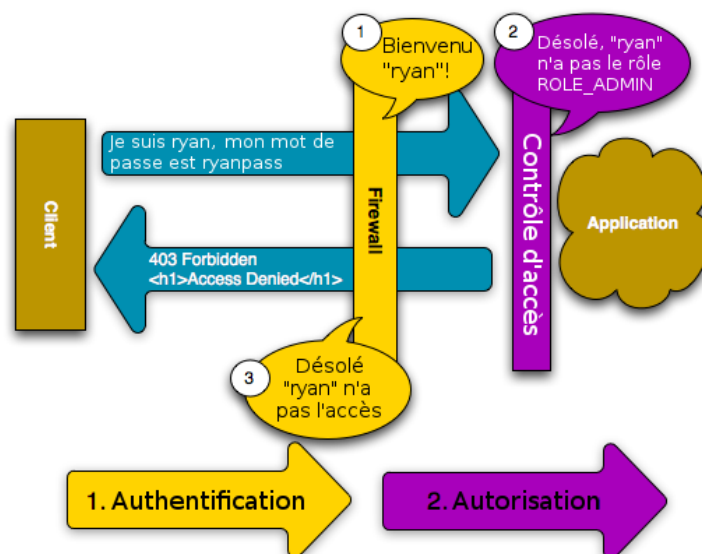 1
Bienvenu
"ryan"!
2
Désolé, "ryan"
n'a pas le rôle
ROLE_ADMIN
Je suis ryan, mon mot de
passe est ryanpass
Client
Firewall
Contrôle d'accès
Application
403 Forbidden
<h1>Access Denied</h1>
3
Désolé
"ryan" n'a
pas l'accès
1. Authentification
2. Autorisation